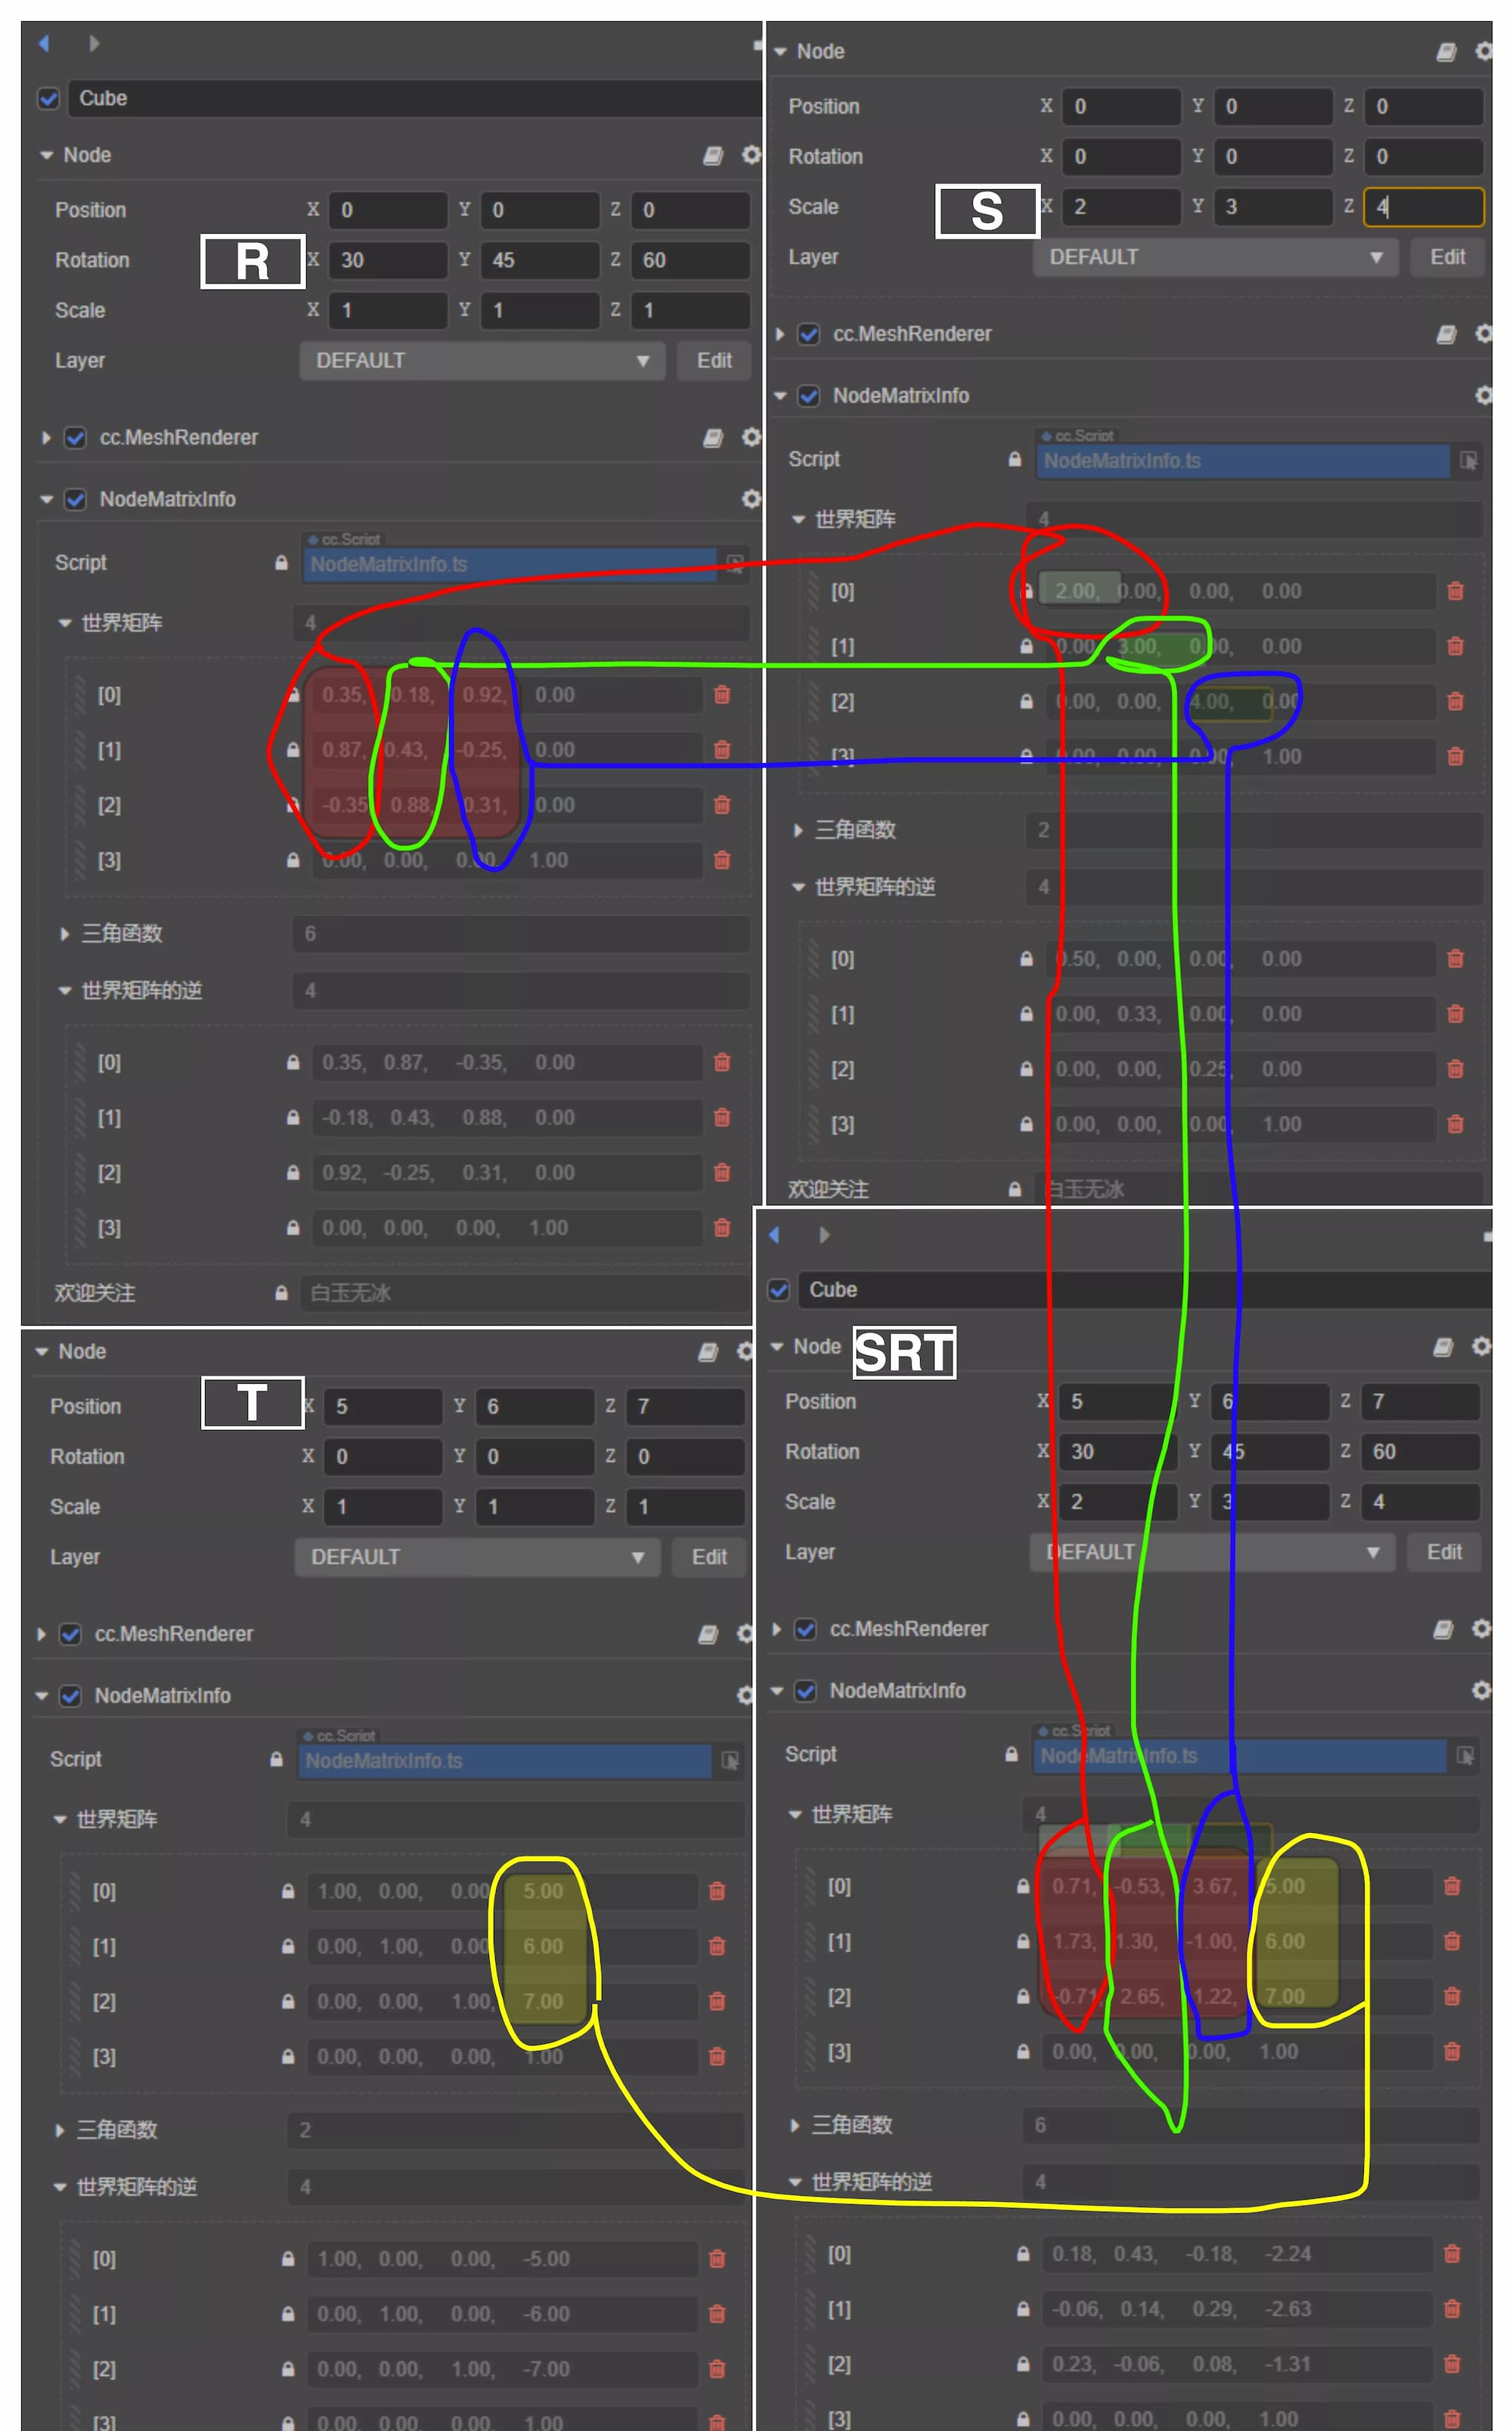 Cube
Node
Position X 0 Y 0 Z 0
R
Rotation X 30 Y 45 Z 60
Scale X 1 Y 1 Z 1
Layer DEFAULT Edit
cc.MeshRenderer
NodeMatrixInfo
cc.Script
Script NodeMatrixInfo.ts
世界矩阵 4
[0] 0.35, 0.18, 0.92, 0.00
[1] 0.87, 0.43, -0.25, 0.00
[2] -0.35, 0.88, 0.31, 0.00
[3] 0.00, 0.00, 0.00, 1.00
三角函数 6
世界矩阵的逆 4
[0] 0.35, 0.87, -0.35, 0.00
[1] -0.18, 0.43, 0.88, 0.00
[2] 0.92, -0.25, 0.31, 0.00
[3] 0.00, 0.00, 0.00, 1.00
欢迎关注 白玉无冰
Node
Position X 0 Y 0 Z 0
Rotation X 0 Y 0 Z 0
S
Scale X 2 Y 3 Z 4
Layer DEFAULT Edit
cc.MeshRenderer
NodeMatrixInfo
cc.Script
Script NodeMatrixInfo.ts
世界矩阵 4
[0] 2.00, 0.00, 0.00, 0.00
[1] 0.00, 3.00, 0.00, 0.00
[2] 0.00, 0.00, 4.00, 0.00
[3] 0.00, 0.00, 0.00, 1.00
三角函数 2
世界矩阵的逆 4
[0] 0.50, 0.00, 0.00, 0.00
[1] 0.00, 0.33, 0.00, 0.00
[2] 0.00, 0.00, 0.25, 0.00
[3] 0.00, 0.00, 0.00, 1.00
欢迎关注 白玉无冰
Node
T
Position X 5 Y 6 Z 7
Rotation X 0 Y 0 Z 0
Scale X 1 Y 1 Z 1
Layer DEFAULT Edit
cc.MeshRenderer
NodeMatrixInfo
cc.Script
Script NodeMatrixInfo.ts
世界矩阵 4
[0] 1.00, 0.00, 0.00, 5.00
[1] 0.00, 1.00, 0.00, 6.00
[2] 0.00, 0.00, 1.00, 7.00
[3] 0.00, 0.00, 0.00, 1.00
三角函数 2
世界矩阵的逆 4
[0] 1.00, 0.00, 0.00, -5.00
[1] 0.00, 1.00, 0.00, -6.00
[2] 0.00, 0.00, 1.00, -7.00
[3] 0.00, 0.00, 0.00, 1.00
Cube
Node SRT
Position X 5 Y 6 Z 7
Rotation X 30 Y 45 Z 60
Scale X 2 Y 3 Z 4
Layer DEFAULT Edit
cc.MeshRenderer
NodeMatrixInfo
cc.Script
Script NodeMatrixInfo.ts
世界矩阵 4
[0] 0.71, -0.53, 3.67, 5.00
[1] 1.73, 1.30, -1.00, 6.00
[2] -0.71, 2.65, 1.22, 7.00
[3] 0.00, 0.00, 0.00, 1.00
三角函数 6
世界矩阵的逆 4
[0] 0.18, 0.43, -0.18, -2.24
[1] -0.06, 0.14, 0.29, -2.63
[2] 0.23, -0.06, 0.08, -1.31
[3] 0.00, 0.00, 0.00, 1.00